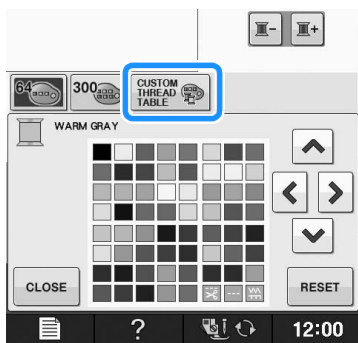 64
300
CUSTOM
THREAD
TABLE
WARM GRAY
CLOSE
RESET
?
12:00